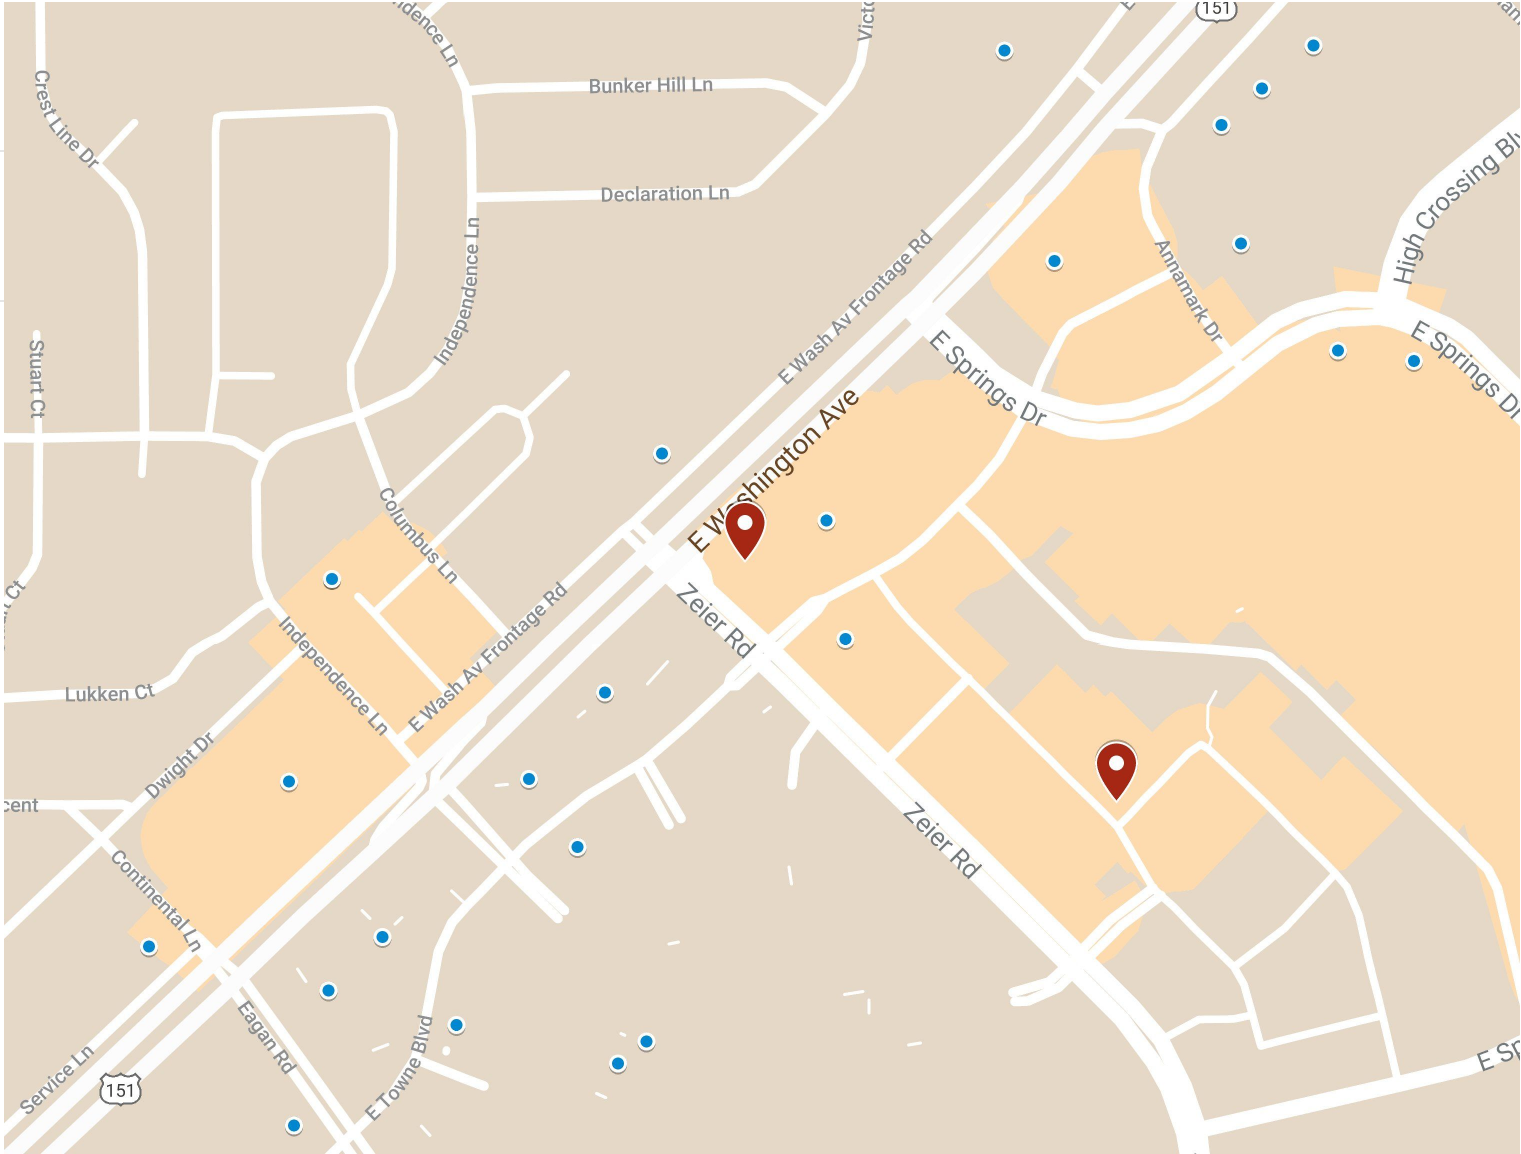 151
Crest Line Dr
Bunker Hill Ln
Declaration Ln
Independence Ln
E Wash Av Frontage Rd
High Crossing
Annamark Dr
E Springs Dr
E Springs Dr
Stuart Ct
E Washington Ave
Columbus Ln
Zeier Rd
E Wash Av Frontage Rd
Independence Ln
Lukken Ct
Dwight Dr
Zeier Rd
Continental Ln
Eagan Rd
E Towne Blvd
Service Ln
151